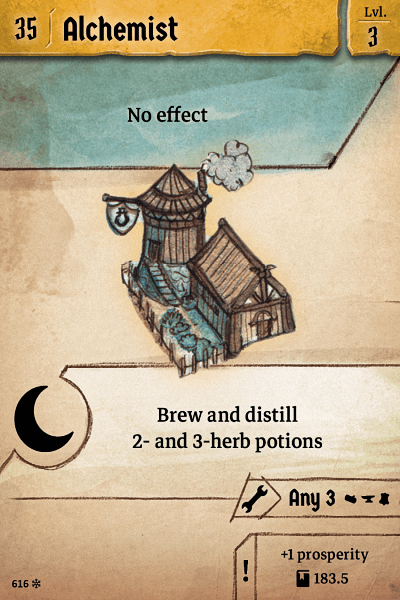 35 Alchemist
Lvl.
3
No effect
Brew and distill
2- and 3-herb potions
Any 3
! +1 prosperity
183.5
616